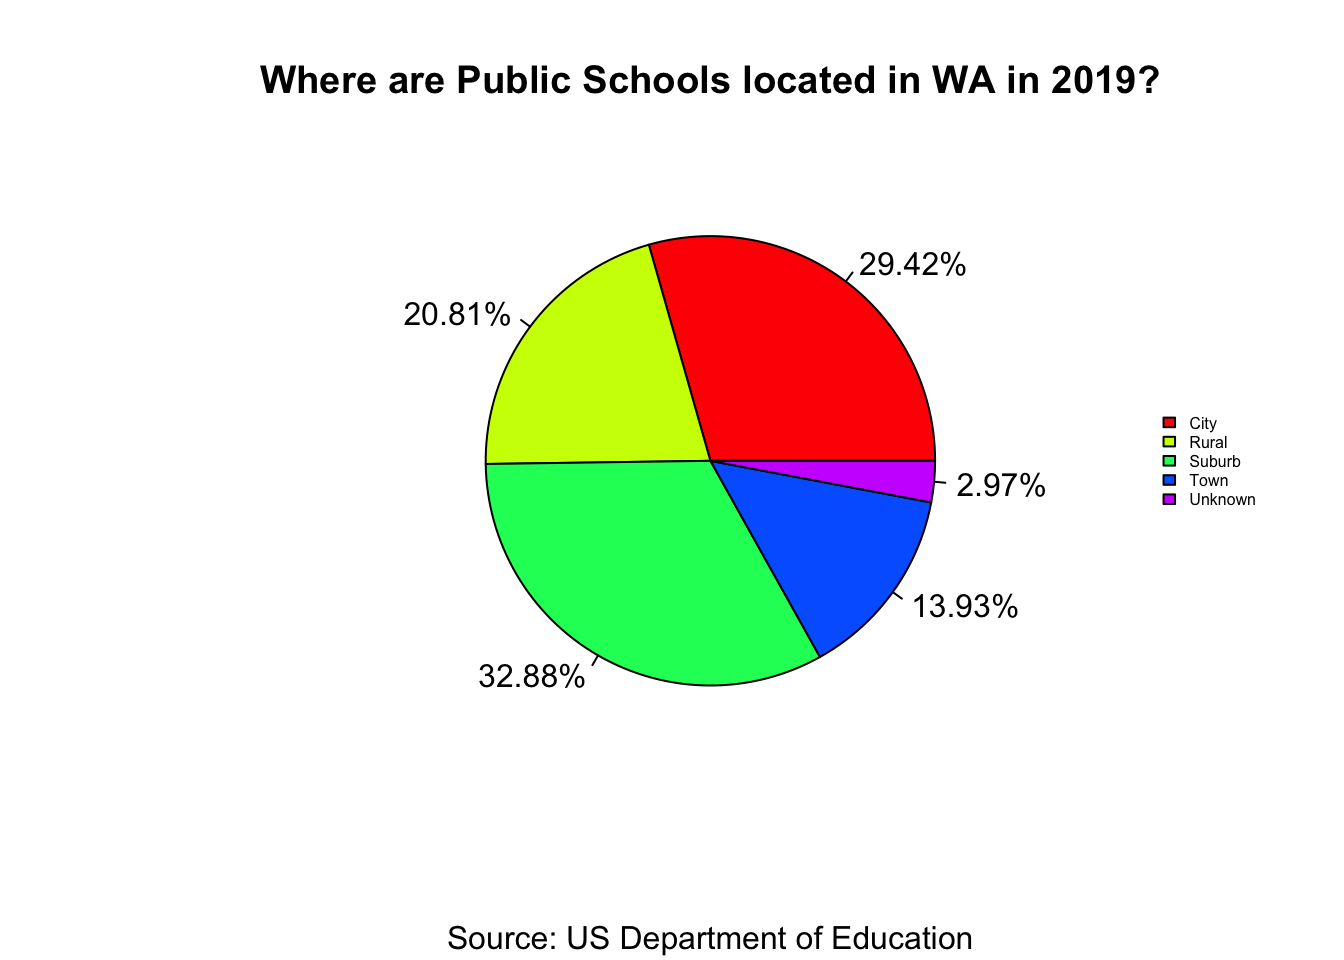 Where are Public Schools located in WA in 2019?
29.42%
20.81%
32.88%
13.93%
2.97%
City
Rural
Suburb
Town
Unknown
Source: US Department of Education